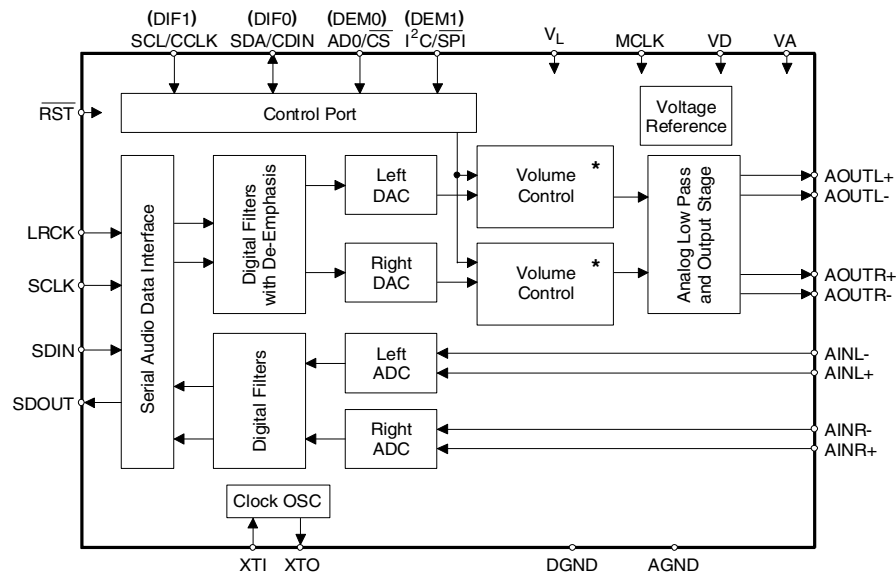 (DIF1) (DIF0) (DEM0) (DEM1)
SCL/CCLK SDA/CDIN AD0/C̅S̅ I²C/S̅P̅I̅ VL MCLK VD VA
R̅S̅T̅
Control Port
Voltage
Reference
Serial Audio Data Interface
Digital Filters
with De-Emphasis
Left
DAC
Volume
Control
*
Analog Low Pass
and Output Stage
AOUTL+
AOUTL-
LRCK
Right
DAC
Volume
Control
*
SCLK
AOUTR+
AOUTR-
SDIN
Digital Filters
Left
ADC
AINL-
AINL+
SDOUT
Right
ADC
AINR-
AINR+
Clock OSC
XTI XTO DGND AGND